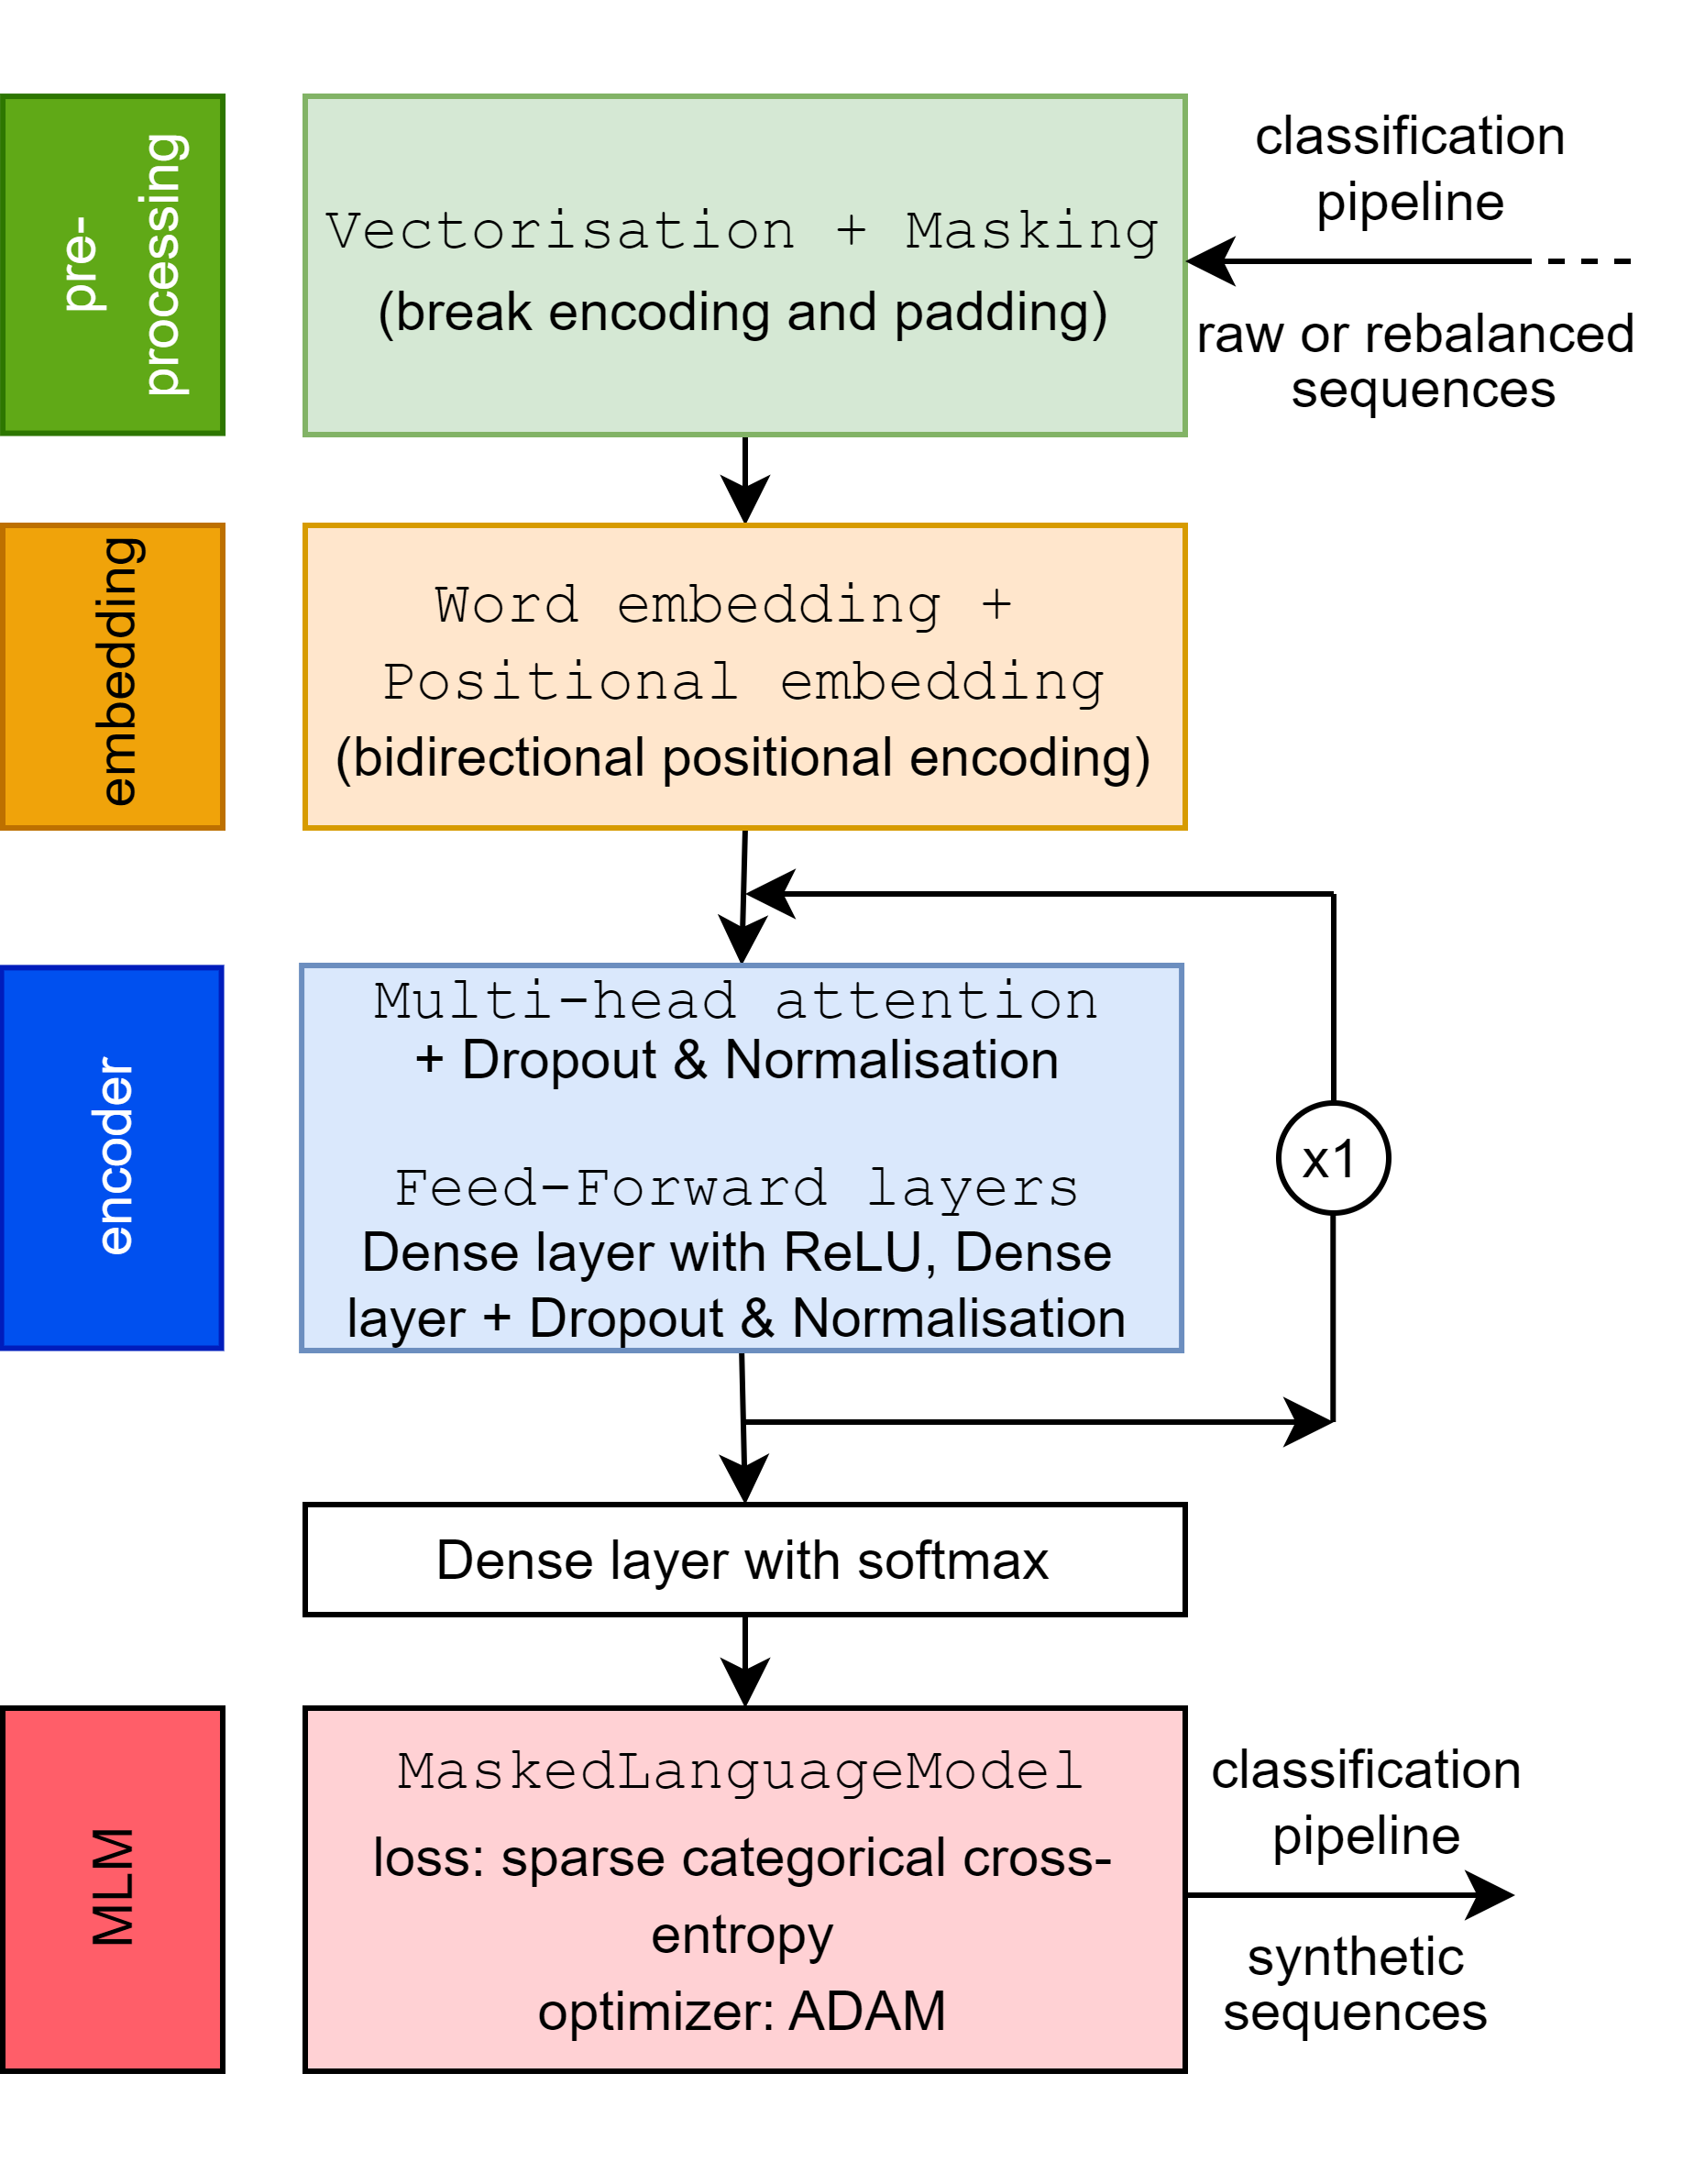 pre-
processing
Vectorisation + Masking
(break encoding and padding)
classification
pipeline
raw or rebalanced
sequences
embedding
Word embedding +
Positional embedding
(bidirectional positional encoding)
encoder
Multi-head attention
+ Dropout & Normalisation
Feed-Forward layers
Dense layer with ReLU, Dense
layer + Dropout & Normalisation
x1
Dense layer with softmax
MLM
MaskedLanguageModel
loss: sparse categorical cross-
entropy
optimizer: ADAM
classification
pipeline
synthetic
sequences